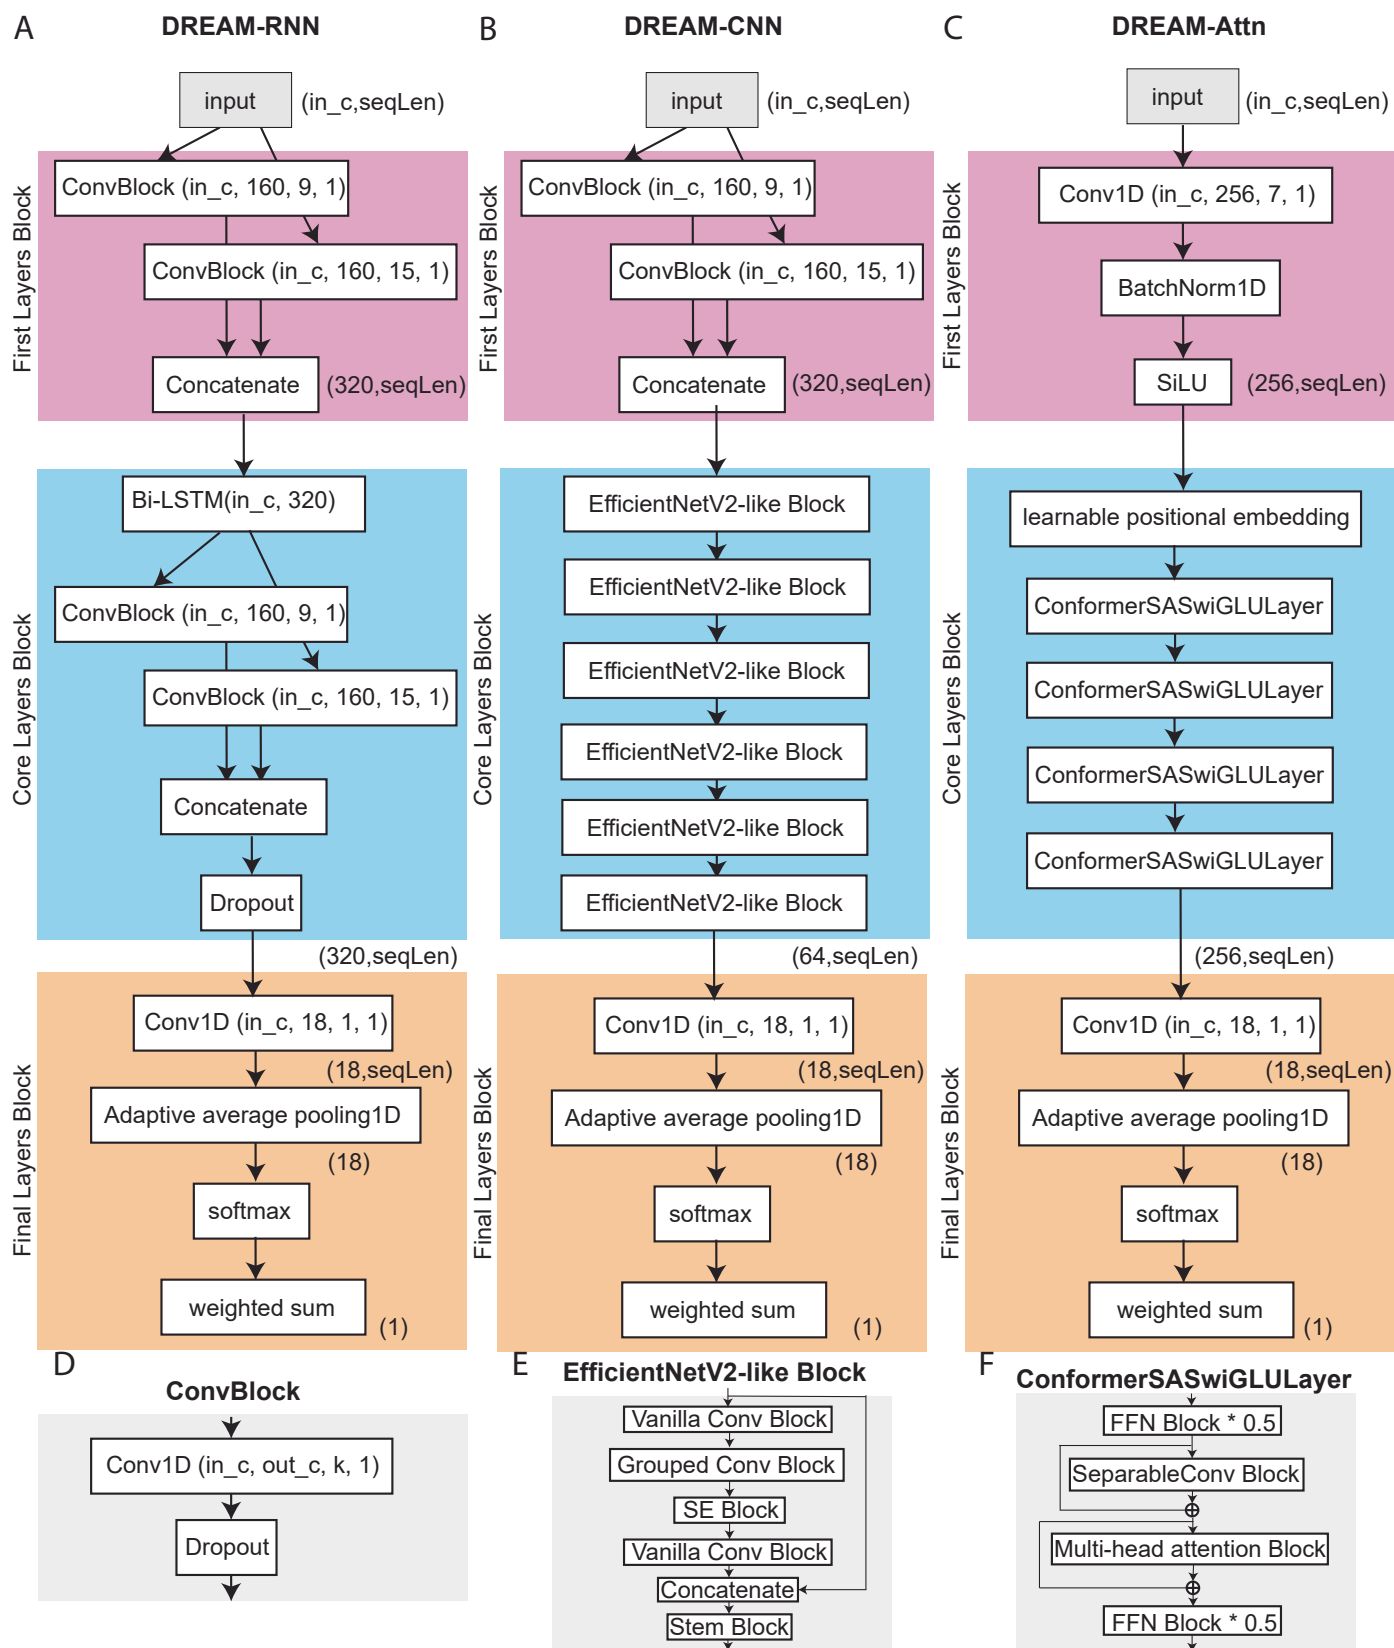 A
DREAM-RNN
input
(in_c,seqLen)
First Layers Block
ConvBlock (in_c, 160, 9, 1)
ConvBlock (in_c, 160, 15, 1)
Concatenate
(320,seqLen)
Core Layers Block
Bi-LSTM(in_c, 320)
ConvBlock (in_c, 160, 9, 1)
ConvBlock (in_c, 160, 15, 1)
Concatenate
Dropout
(320,seqLen)
Final Layers Block
Conv1D (in_c, 18, 1, 1)
(18,seqLen)
Adaptive average pooling1D
(18)
softmax
weighted sum
(1)
B
DREAM-CNN
input
(in_c,seqLen)
First Layers Block
ConvBlock (in_c, 160, 9, 1)
ConvBlock (in_c, 160, 15, 1)
Concatenate
(320,seqLen)
Core Layers Block
EfficientNetV2-like Block
EfficientNetV2-like Block
EfficientNetV2-like Block
EfficientNetV2-like Block
EfficientNetV2-like Block
EfficientNetV2-like Block
(64,seqLen)
Final Layers Block
Conv1D (in_c, 18, 1, 1)
(18,seqLen)
Adaptive average pooling1D
(18)
softmax
weighted sum
(1)
C
DREAM-Attn
input
(in_c,seqLen)
First Layers Block
Conv1D (in_c, 256, 7, 1)
BatchNorm1D
SiLU
(256,seqLen)
Core Layers Block
learnable positional embedding
ConformerSASwiGLULayer
ConformerSASwiGLULayer
ConformerSASwiGLULayer
ConformerSASwiGLULayer
(256,seqLen)
Final Layers Block
Conv1D (in_c, 18, 1, 1)
(18,seqLen)
Adaptive average pooling1D
(18)
softmax
weighted sum
(1)
D
ConvBlock
Conv1D (in_c, out_c, k, 1)
Dropout
E
EfficientNetV2-like Block
Vanilla Conv Block
Grouped Conv Block
SE Block
Vanilla Conv Block
Concatenate
Stem Block
F
ConformerSASwiGLULayer
FFN Block * 0.5
SeparableConv Block
Multi-head attention Block
FFN Block * 0.5